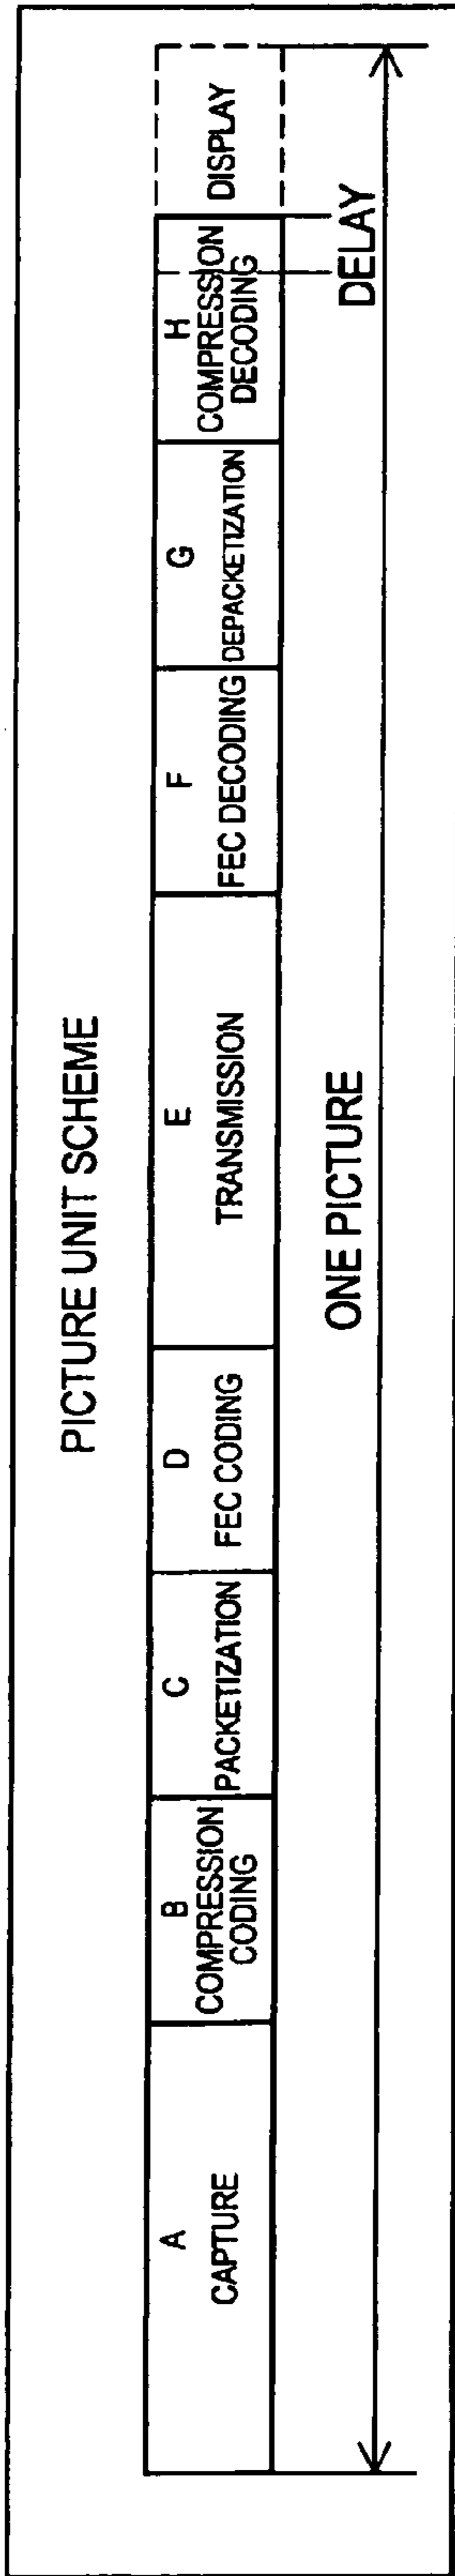 PICTURE UNIT SCHEME
A
CAPTURE
B
COMPRESSION
CODING
C
PACKETIZATION
D
FEC CODING
E
TRANSMISSION
F
FEC DECODING
G
DEPACKETIZATION
H
COMPRESSION
DECODING
DISPLAY
ONE PICTURE
DELAY